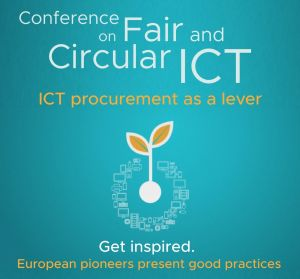 Conference
on Fair and
Circular ICT
ICT procurement as a lever
Get inspired.
European pioneers present good practices